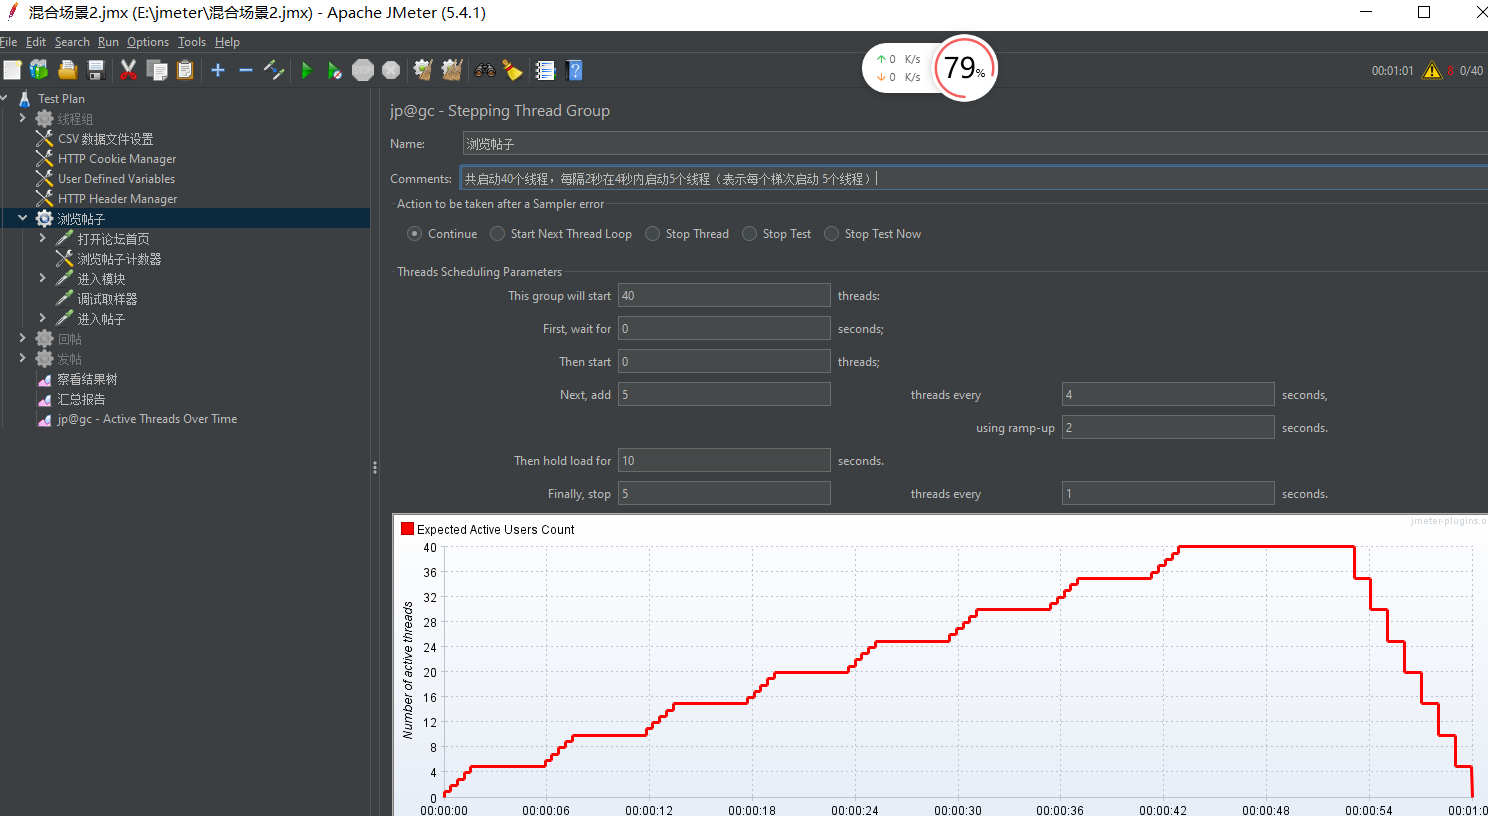 混合场景2.jmx (E:\jmeter\混合场景2.jmx) - Apache JMeter (5.4.1)
File Edit Search Run Options Tools Help
↑ 0 K/s
↓ 0 K/s
79%
STOP
00:01:01 8 0/40
Test Plan
线程组
CSV 数据文件设置
HTTP Cookie Manager
User Defined Variables
HTTP Header Manager
浏览帖子
打开论坛首页
浏览帖子计数器
进入模块
调试取样器
进入帖子
回帖
发帖
察看结果树
汇总报告
jp@gc - Active Threads Over Time
jp@gc - Stepping Thread Group
Name: 浏览帖子
Comments: 共启动40个线程，每隔2秒在4秒内启动5个线程（表示每个梯次启动 5个线程）
Action to be taken after a Sampler error
Continue Start Next Thread Loop Stop Thread Stop Test Stop Test Now
Threads Scheduling Parameters
This group will start 40 threads:
First, wait for 0 seconds;
Then start 0 threads;
Next, add 5 threads every 4 seconds,
using ramp-up 2 seconds.
Then hold load for 10 seconds.
Finally, stop 5 threads every 1 seconds.
jmeter-plugins.o
Expected Active Users Count
Number of active threads
40
36
32
28
24
20
16
12
8
4
0
00:00:00 00:00:06 00:00:12 00:00:18 00:00:24 00:00:30 00:00:36 00:00:42 00:00:48 00:00:54 00:01:0